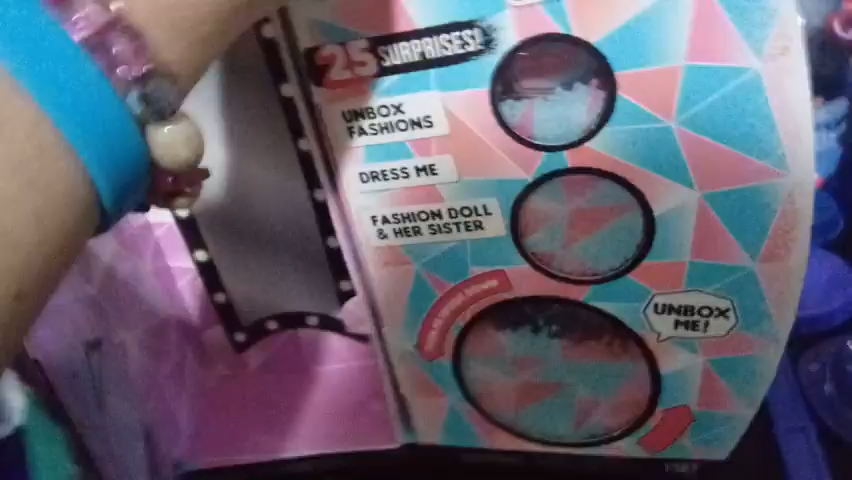 25 SURPRISES!
UNBOX
FASHIONS
DRESS ME
FASHION DOLL
& HER SISTER
UNBOX
ME!